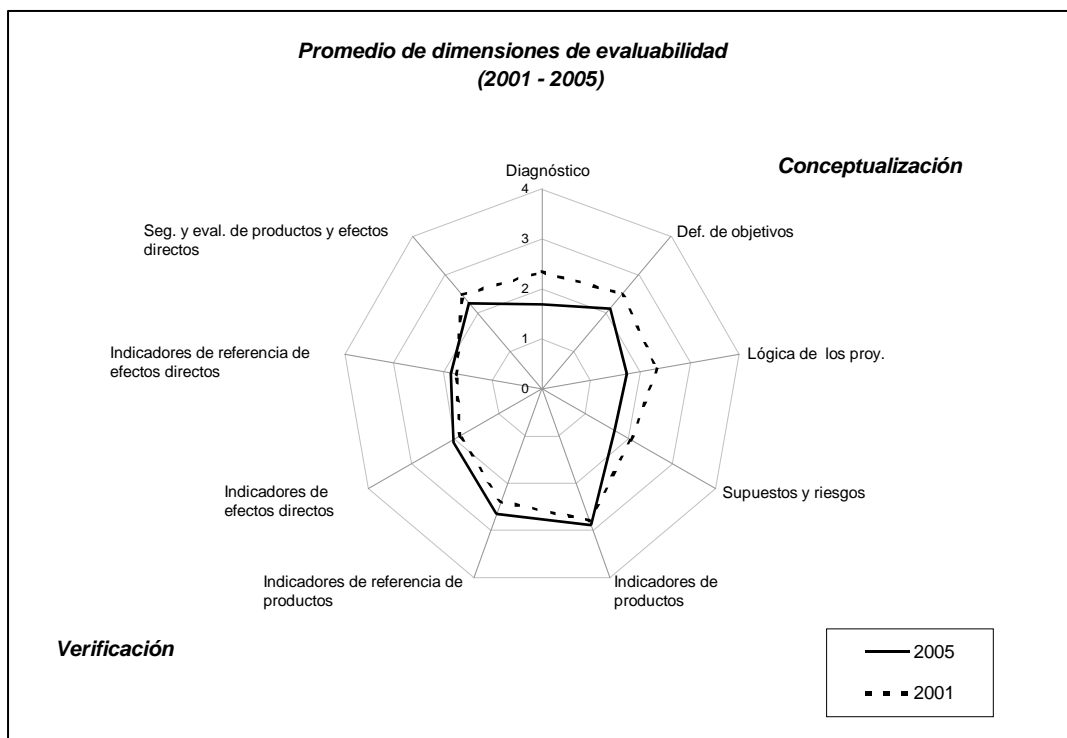 Promedio de dimensiones de evaluabilidad
(2001 - 2005)
Conceptualización
Diagnóstico
4
3
2
1
0
Def. de objetivos
Seg. y eval. de productos y efectos
directos
Lógica de los proy.
Indicadores de referencia de
efectos directos
Supuestos y riesgos
Indicadores de
efectos directos
Indicadores de referencia de
productos
Indicadores de
productos
Verificación
2005
2001